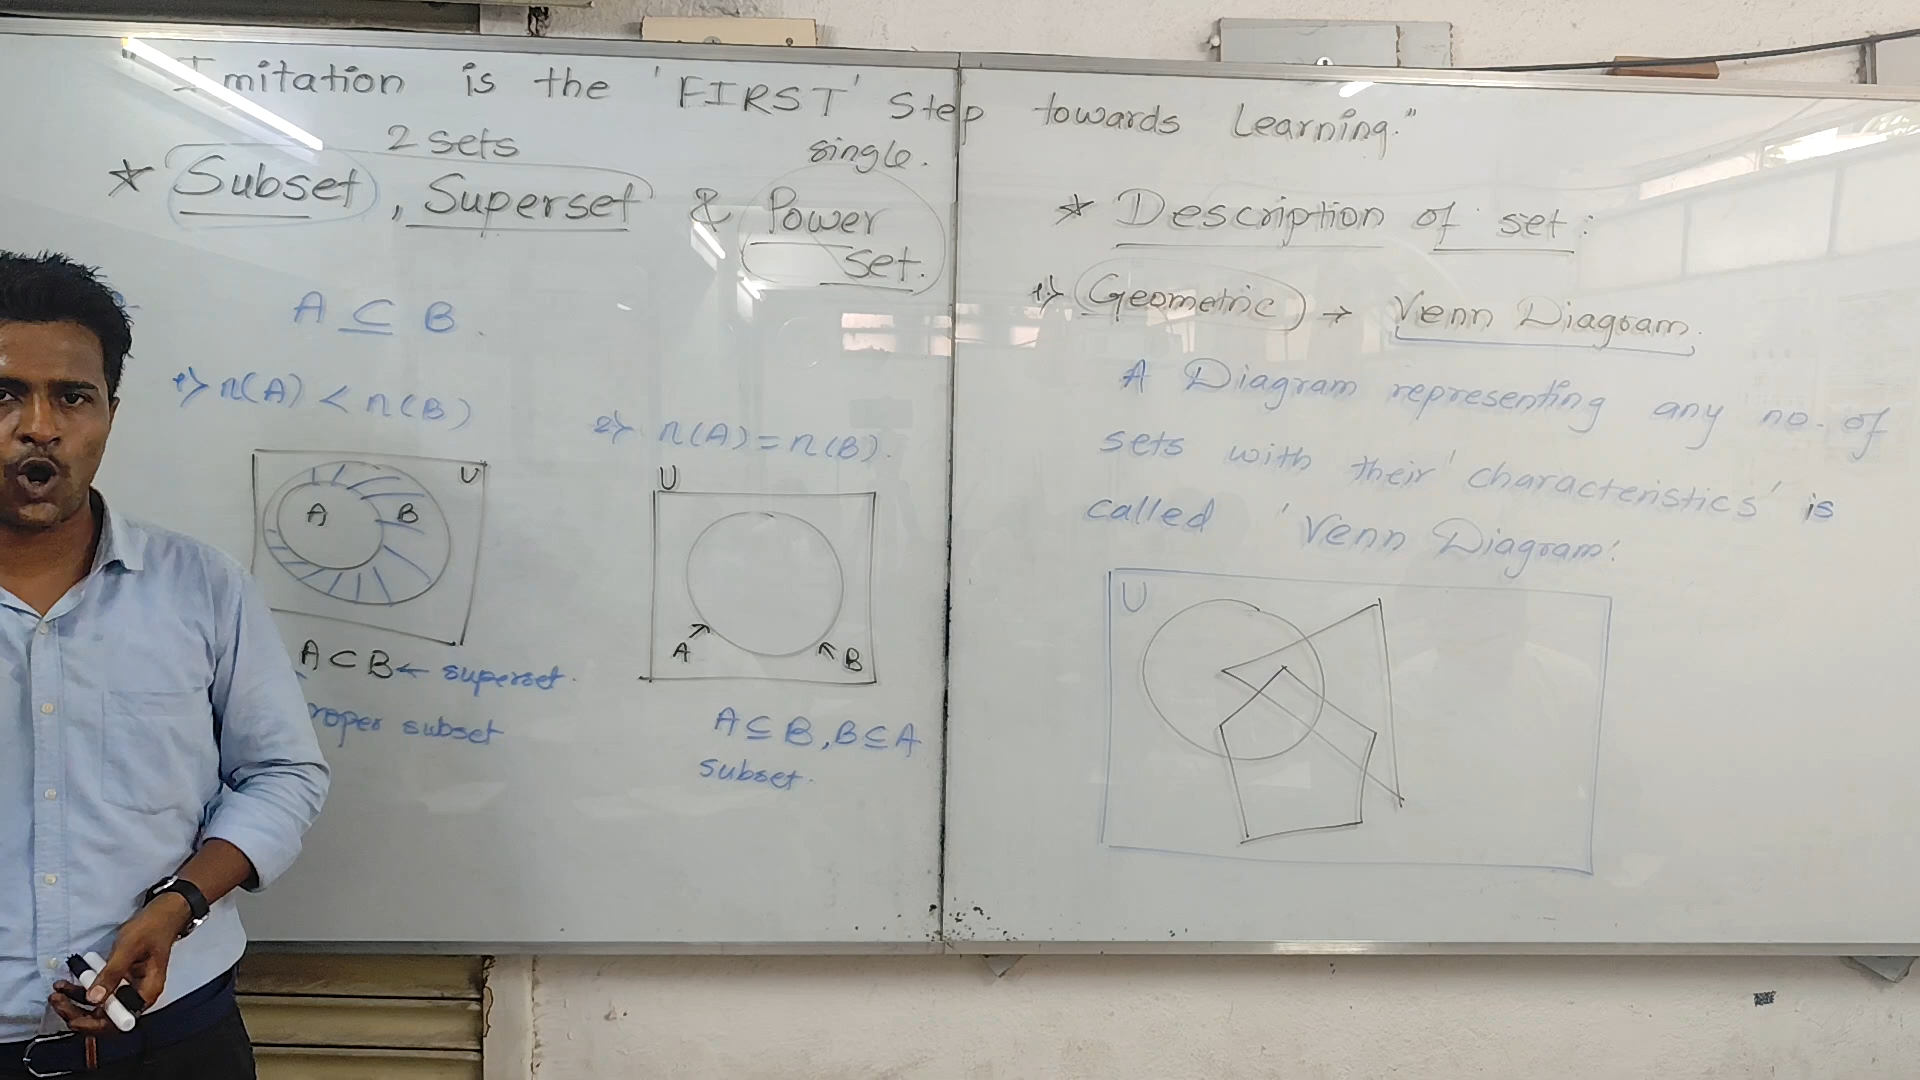 " Imitation is the 'FIRST' Step towards Learning."
2 sets single.
* Subset, Superset & Power
set.
A ⊆ B.
1> n(A) < n(B)
2> n(A) = n(B).
U
A B
U
A B
A ⊂ B ← superset.
roper subset
A ⊆ B, B ⊆ A
subset.
* Description of set:
1> Geometric → Venn Diagram.
A Diagram representing any no. of
sets with their 'characteristics' is
called 'Venn Diagram'.
U